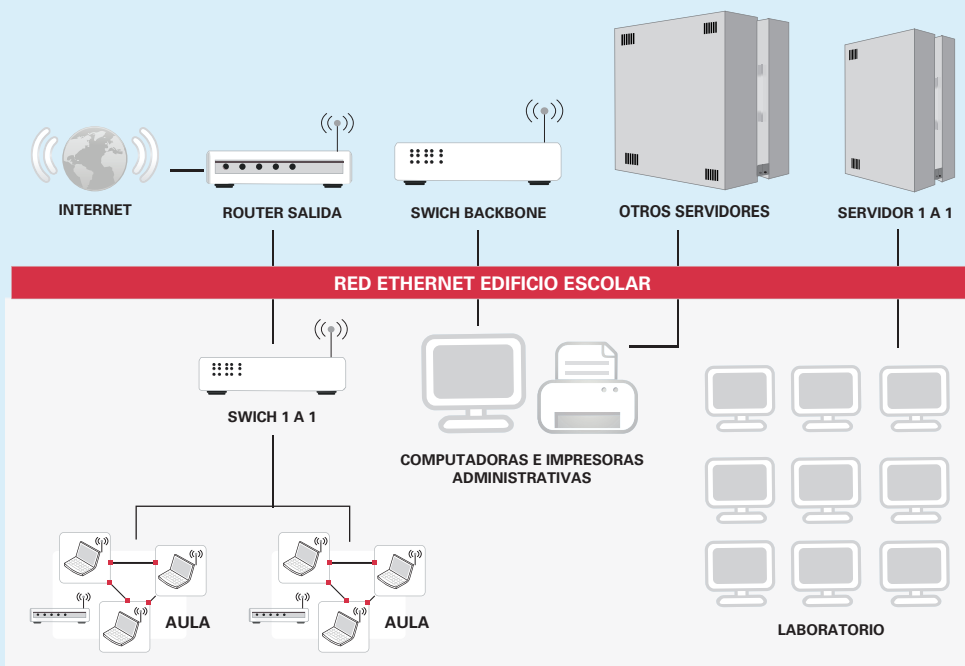 INTERNET
ROUTER SALIDA
SWICH BACKBONE
OTROS SERVIDORES
SERVIDOR 1 A 1
RED ETHERNET EDIFICIO ESCOLAR
SWICH 1 A 1
COMPUTADORAS E IMPRESORAS
ADMINISTRATIVAS
AULA
AULA
LABORATORIO